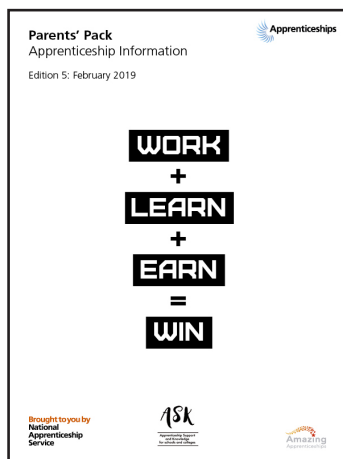 Parents' Pack
Apprenticeship Information
Edition 5: February 2019
Apprenticeships
WORK
+
LEARN
+
EARN
=
WIN
Brought to you by
National
Apprenticeship
Service
ASK
Apprenticeship Support
and Knowledge
for schools and colleges
Amazing
Apprenticeships